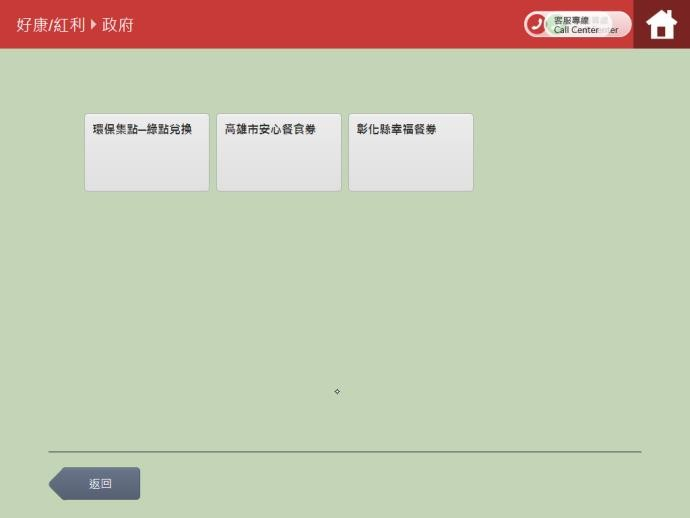 好康/紅利 政府
客服專線
Call Center
環保集點—綠點兌換
高雄市安心餐食券
彰化縣幸福餐券
返回